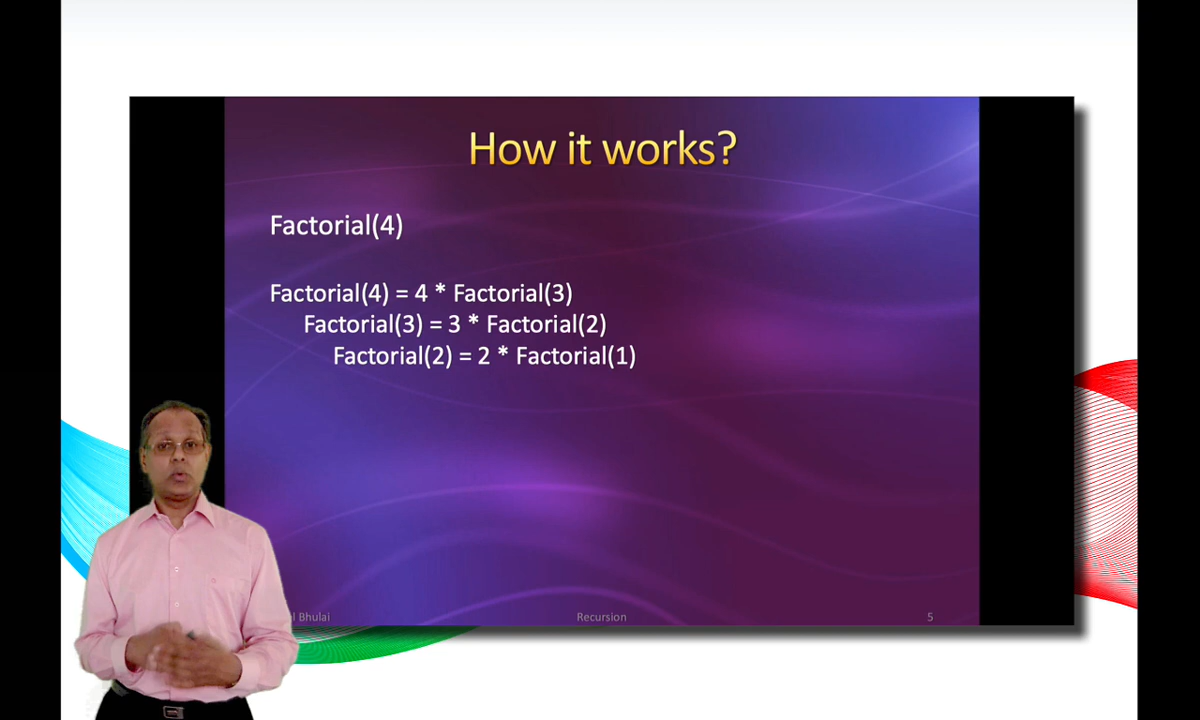 How it works?
Factorial(4)
Factorial(4) = 4 * Factorial(3)
Factorial(3) = 3 * Factorial(2)
Factorial(2) = 2 * Factorial(1)
Bhulai
Recursion
5